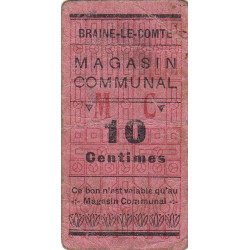 BRAINE-LE-COMTE
MAGASIN
COMMUNAL
M C
10
Centimes
Ce bon n'est valable qu'au
Magasin Communal